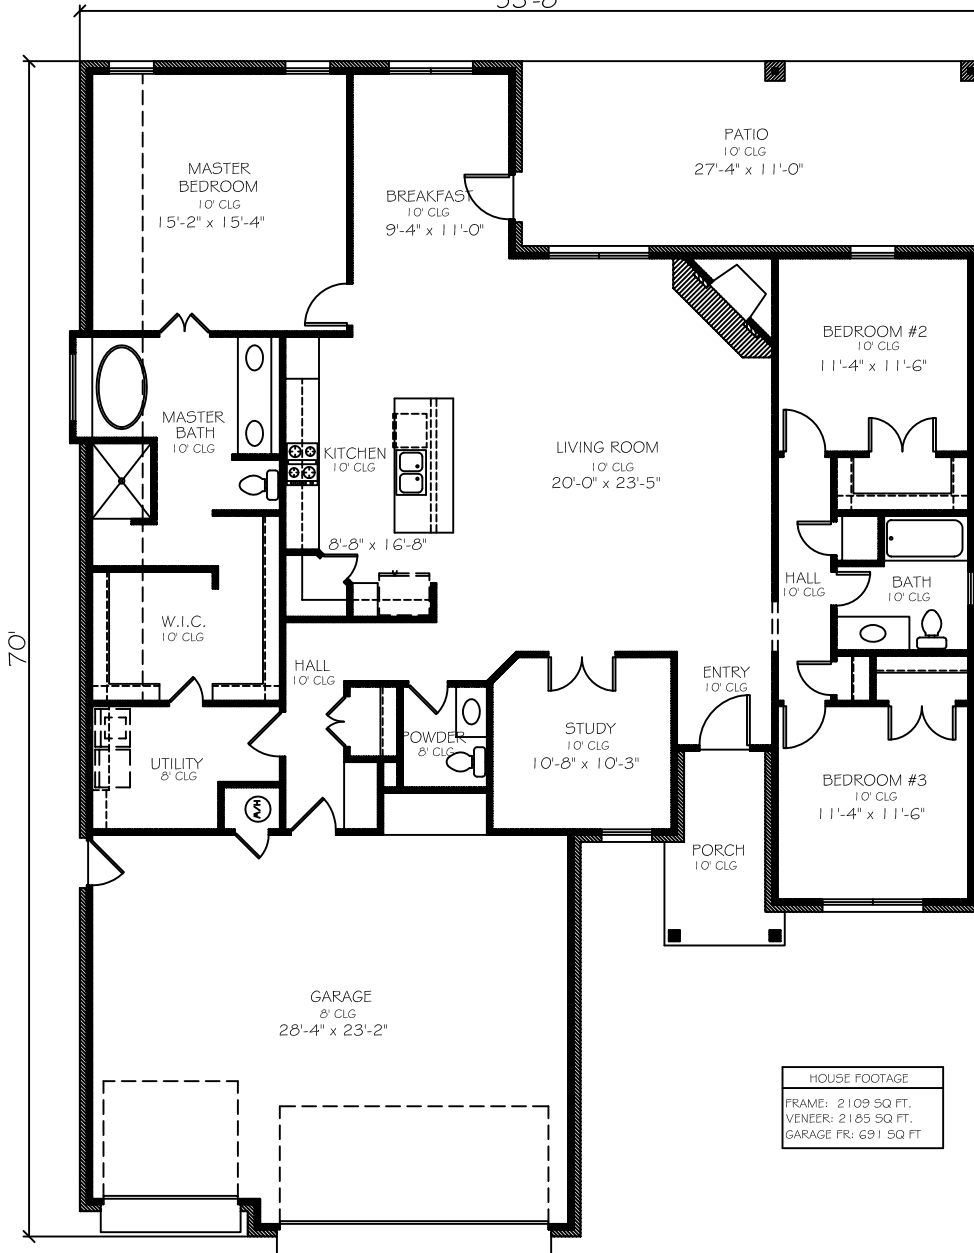 PATIO
10' CLG
27'-4" x 11'-0"
MASTER
BEDROOM
10' CLG
15'-2" x 15'-4"
BREAKFAST
10' CLG
9'-4" x 11'-0"
BEDROOM #2
10' CLG
11'-4" x 11'-6"
MASTER
BATH
10' CLG
KITCHEN
10' CLG
8'-8" x 16'-8"
LIVING ROOM
10' CLG
20'-0" x 23'-5"
HALL
10' CLG
BATH
10' CLG
W.I.C.
10' CLG
70'
HALL
10' CLG
ENTRY
10' CLG
POWDER
8' CLG
STUDY
10' CLG
10'-8" x 10'-3"
UTILITY
8' CLG
W/H
BEDROOM #3
10' CLG
11'-4" x 11'-6"
PORCH
10' CLG
GARAGE
8' CLG
28'-4" x 23'-2"
HOUSE FOOTAGE
FRAME: 2109 SQ FT.
VENEER: 2185 SQ FT.
GARAGE FR: 691 SQ FT